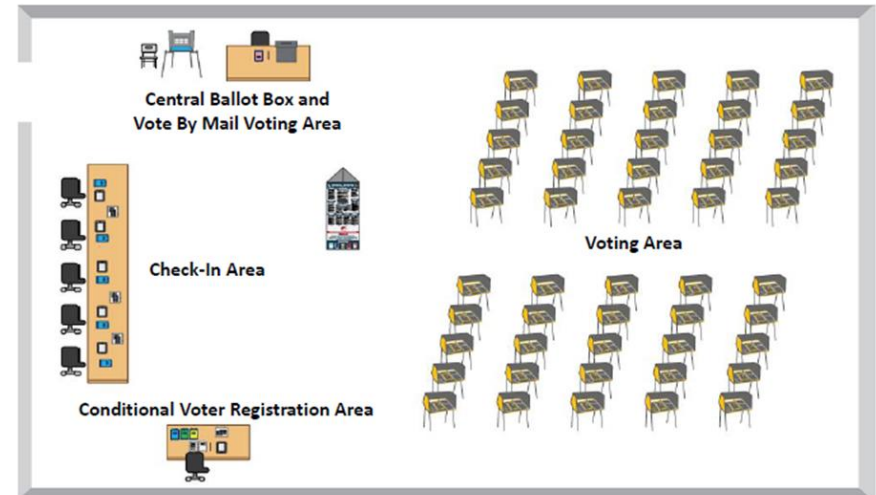 Central Ballot Box and
Vote By Mail Voting Area
Voting Area
Check-In Area
Conditional Voter Registration Area